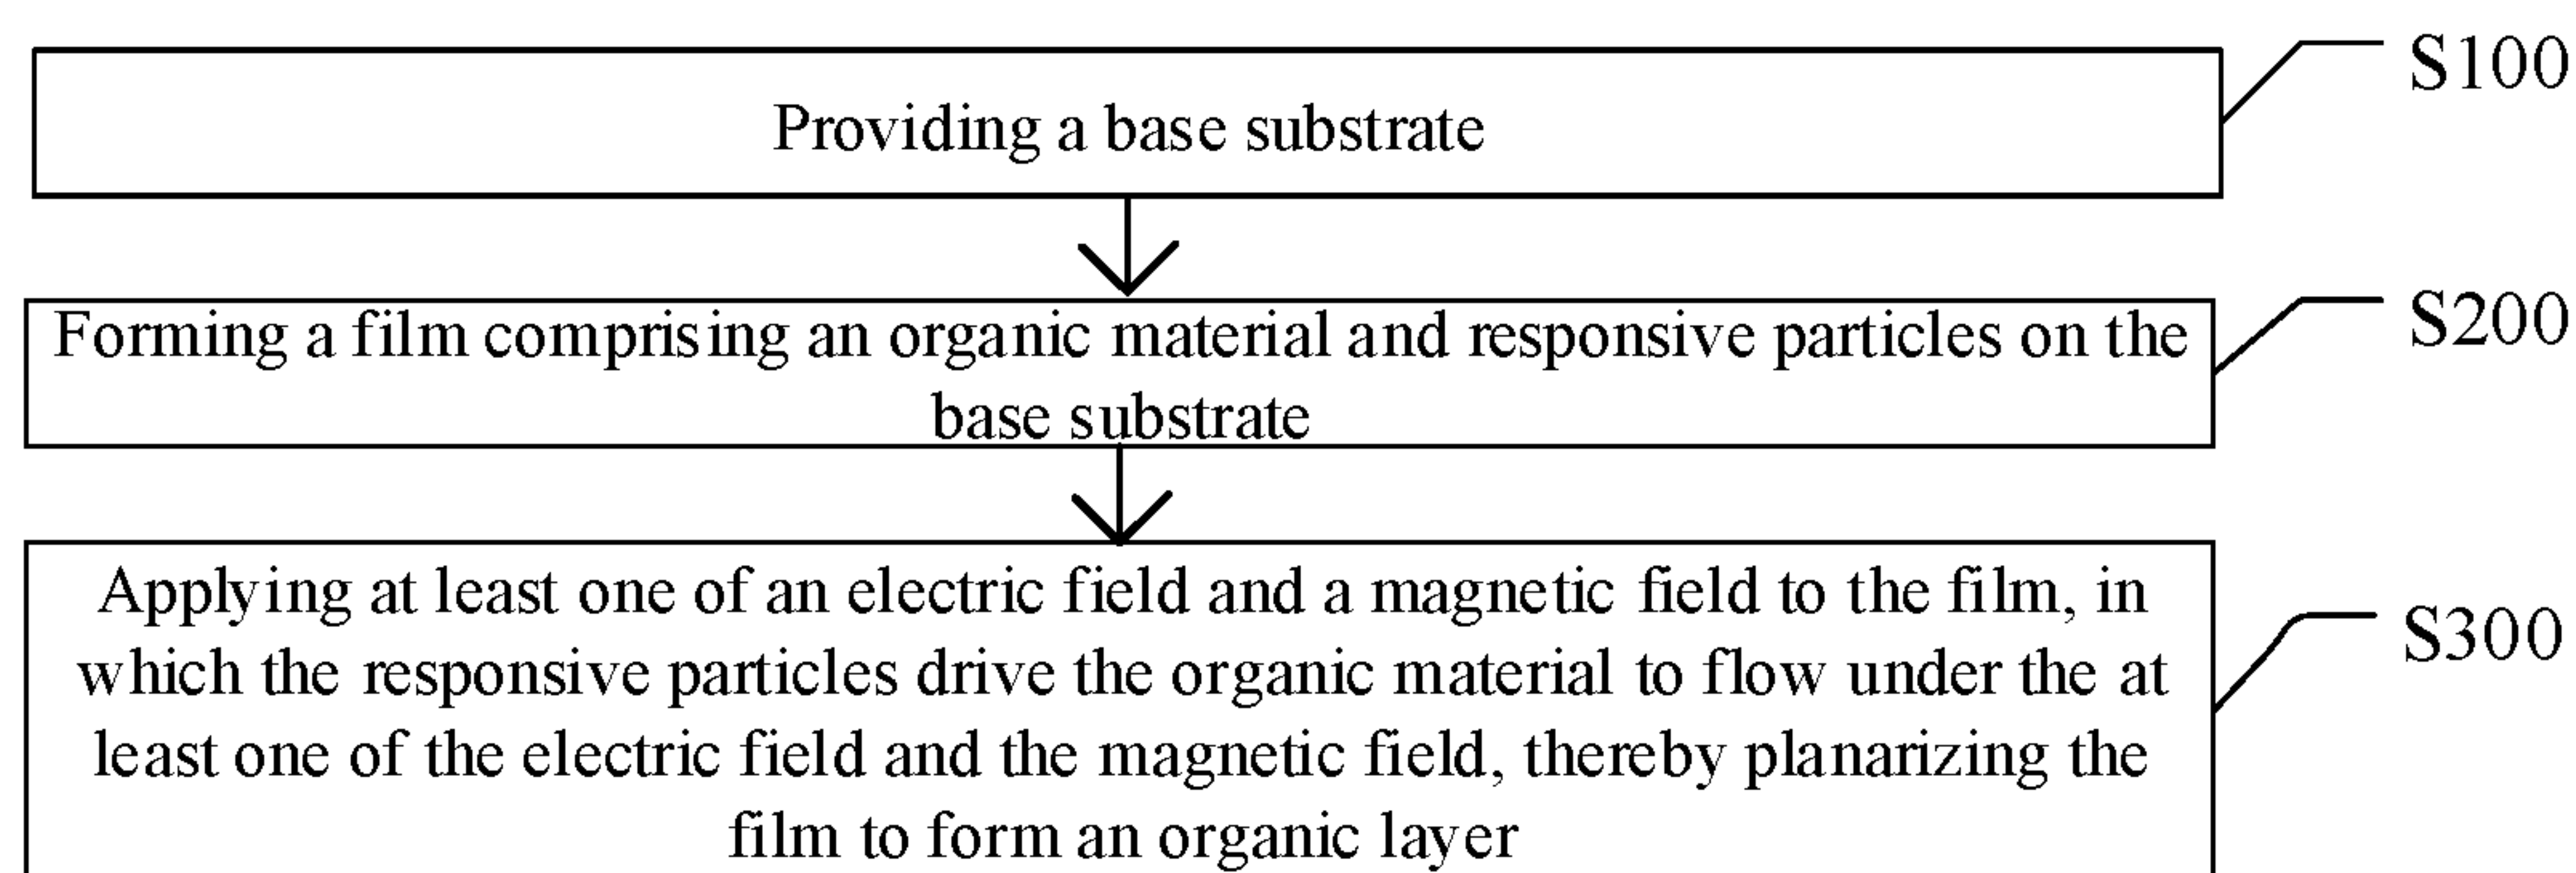 S100
Providing a base substrate
S200
Forming a film comprising an organic material and responsive particles on the
base substrate
S300
Applying at least one of an electric field and a magnetic field to the film, in
which the responsive particles drive the organic material to flow under the at
least one of the electric field and the magnetic field, thereby planarizing the
film to form an organic layer